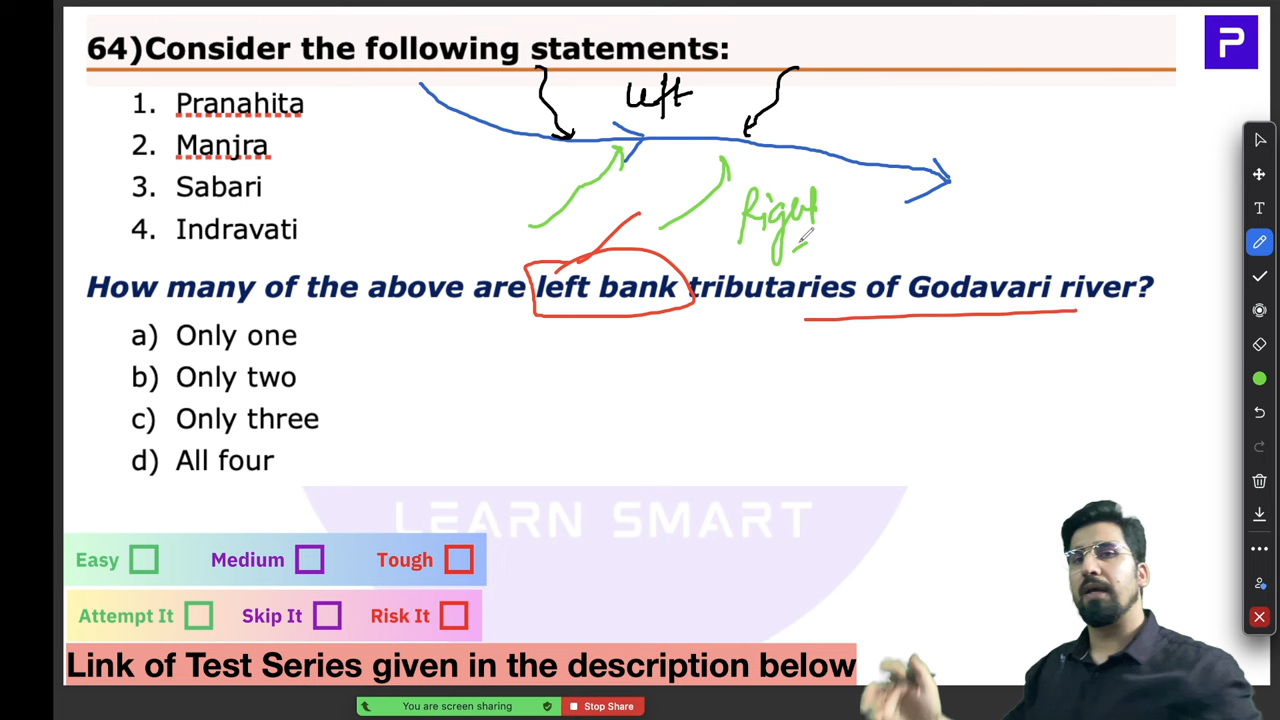 64)Consider the following statements:
P
left
1. Pranahita
2. Manjra
3. Sabari
4. Indravati
Right
How many of the above are left bank tributaries of Godavari river?
a) Only one
b) Only two
c) Only three
d) All four
LEARN SMART
Easy Medium Tough
Attempt It Skip It Risk It
Link of Test Series given in the description below
You are screen sharing Stop Share
T